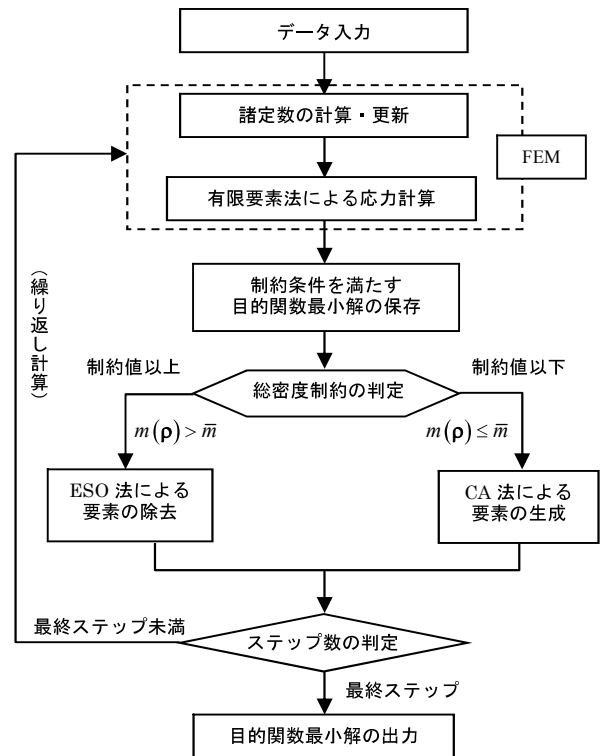 データ入力
諸定数の計算・更新
FEM
有限要素法による応力計算
(繰り返し計算)
制約条件を満たす
目的関数最小解の保存
制約値以上
制約値以下
総密度制約の判定
m(ρ) > m̄
m(ρ) ≤ m̄
ESO 法による
要素の除去
CA 法による
要素の生成
最終ステップ未満
ステップ数の判定
最終ステップ
目的関数最小解の出力